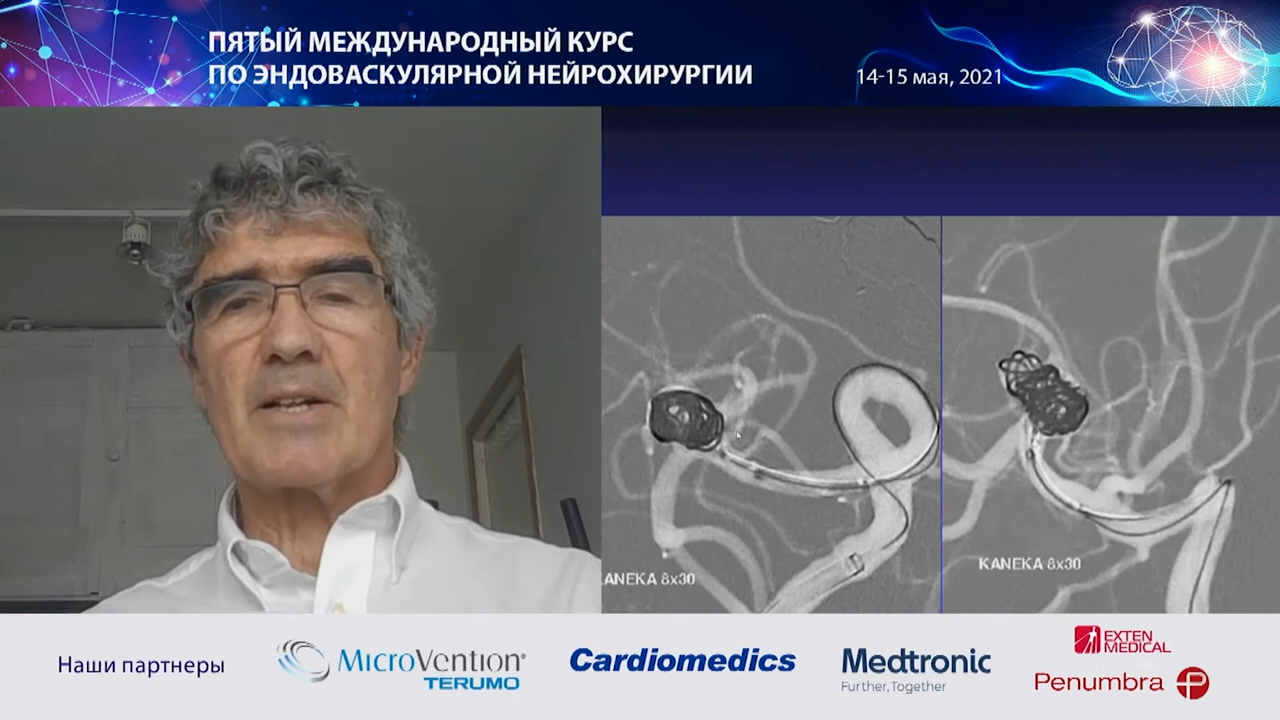 ПЯТЫЙ МЕЖДУНАРОДНЫЙ КУРС
ПО ЭНДОВАСКУЛЯРНОЙ НЕЙРОХИРУРГИИ
14-15 мая, 2021
ANEKA 8x30
KANEKA 8x30
Наши партнеры
MICROVENTION
TERUMO
Cardiomedics
Medtronic
Further, Together
EXTEN
MEDICAL
Penumbra